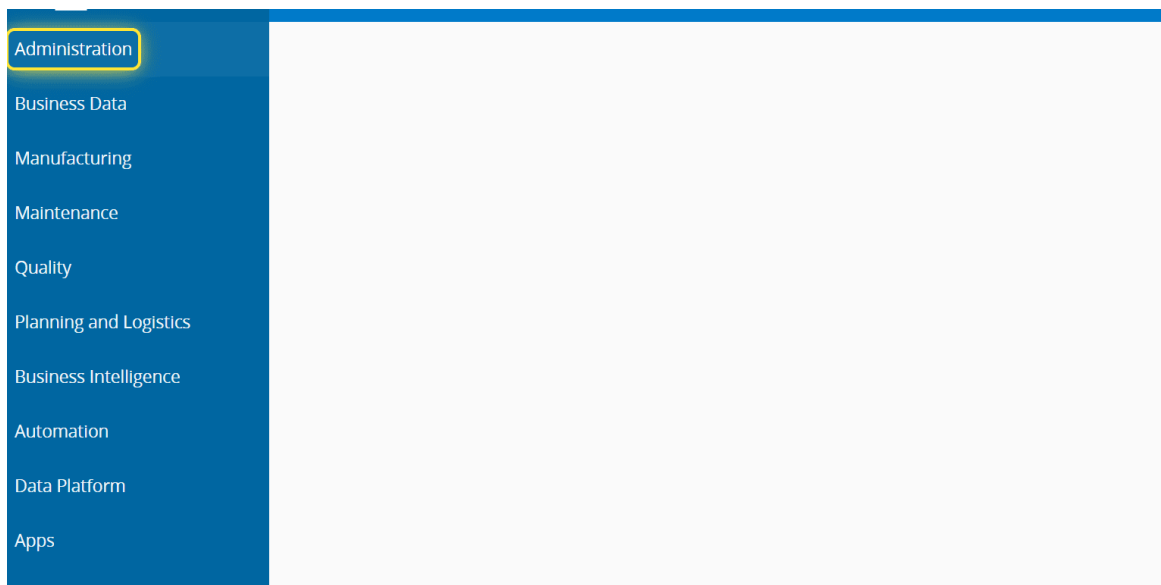 Administration
Business Data
Manufacturing
Maintenance
Quality
Planning and Logistics
Business Intelligence
Automation
Data Platform
Apps